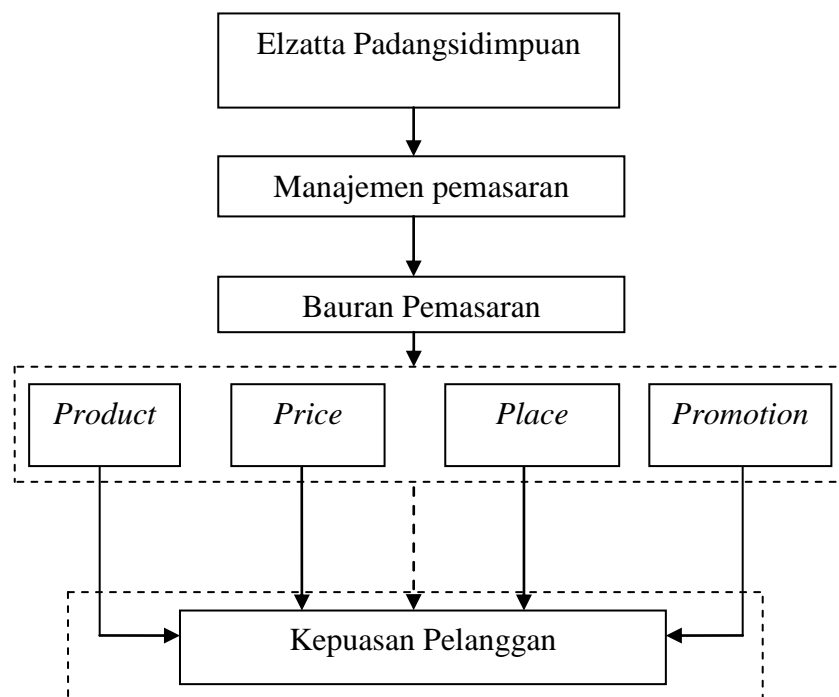 Elzatta Padangsidimpuan
Manajemen pemasaran
Bauran Pemasaran
Product
Price
Place
Promotion
Kepuasan Pelanggan